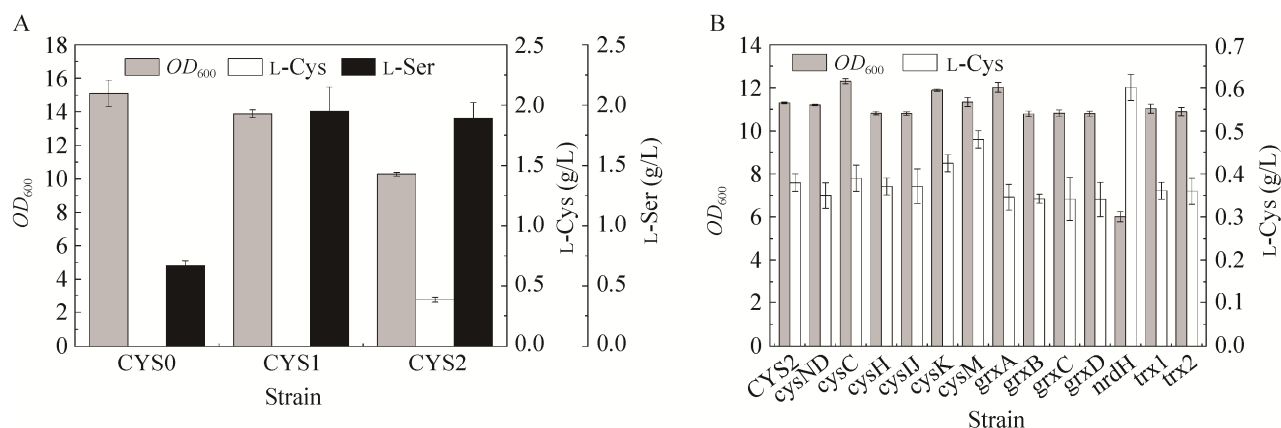 A
OD600 L-Cys L-Ser
18
16
14
12
10
8
6
4
2
0
OD600
2.5
2.0
1.5
1.0
0.5
0.0
L-Cys (g/L)
2.5
2.0
1.5
1.0
0.5
0.0
L-Ser (g/L)
CYS0 CYS1 CYS2
Strain
B
OD600 L-Cys
14
12
10
8
6
4
2
0
OD600
0.7
0.6
0.5
0.4
0.3
0.2
0.1
0.0
L-Cys (g/L)
CYS2 cysND cysC cysH cysIJ cysK cysM grxA grxB grxC grxD nrdH trx1 trx2
Strain